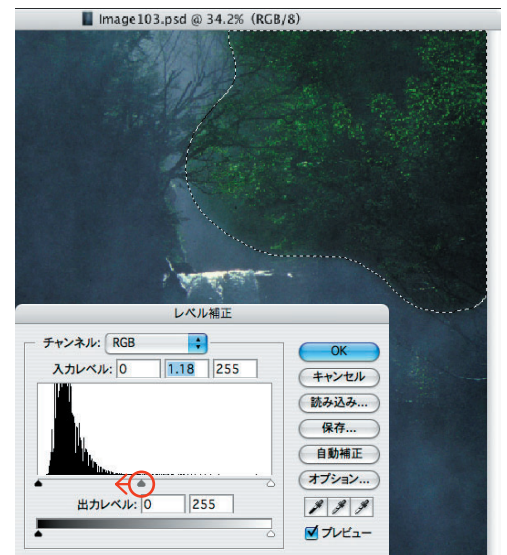 Image103.psd @ 34.2% (RGB/8)
レベル補正
チャンネル: RGB
入力レベル: 0 1.18 255
出力レベル: 0 255
OK
キャンセル
読み込み...
保存...
自動補正
オプション...
プレビュー